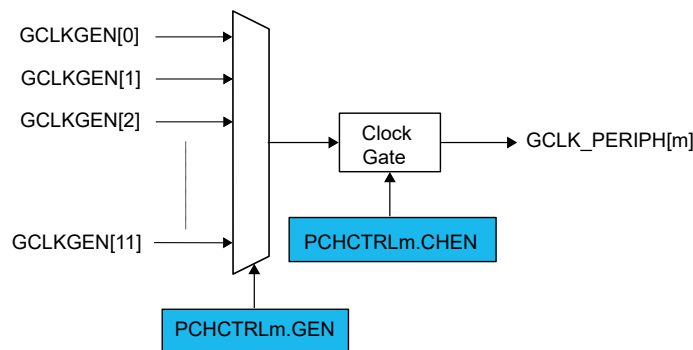 GCLKGEN[0]
GCLKGEN[1]
GCLKGEN[2]
GCLKGEN[11]
Clock
Gate
GCLK_PERIPH[m]
PCHCTRLm.CHEN
PCHCTRLm.GEN